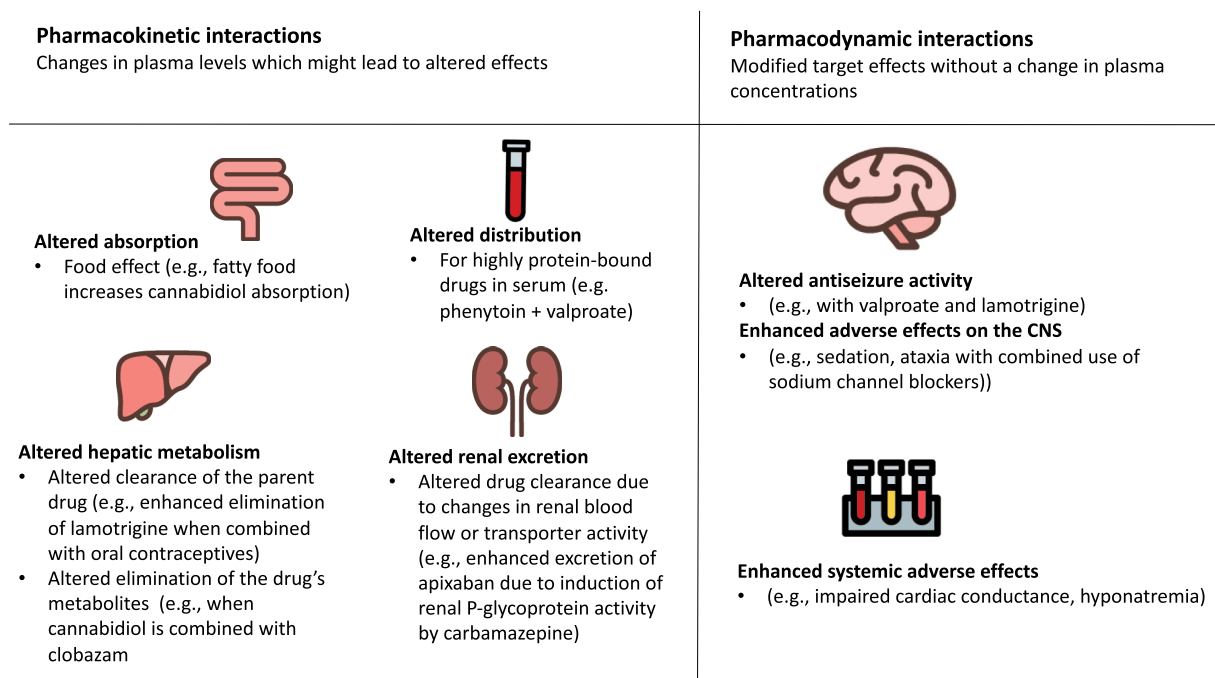 Pharmacokinetic interactions
Changes in plasma levels which might lead to altered effects
Pharmacodynamic interactions
Modified target effects without a change in plasma
concentrations
Altered absorption
• Food effect (e.g., fatty food
increases cannabidiol absorption)
Altered distribution
• For highly protein-bound
drugs in serum (e.g.
phenytoin + valproate)
Altered hepatic metabolism
• Altered clearance of the parent
drug (e.g., enhanced elimination
of lamotrigine when combined
with oral contraceptives)
• Altered elimination of the drug’s
metabolites (e.g., when
cannabidiol is combined with
clobazam
Altered renal excretion
• Altered drug clearance due
to changes in renal blood
flow or transporter activity
(e.g., enhanced excretion of
apixaban due to induction of
renal P-glycoprotein activity
by carbamazepine)
Altered antiseizure activity
• (e.g., with valproate and lamotrigine)
Enhanced adverse effects on the CNS
• (e.g., sedation, ataxia with combined use of
sodium channel blockers))
Enhanced systemic adverse effects
• (e.g., impaired cardiac conductance, hyponatremia)